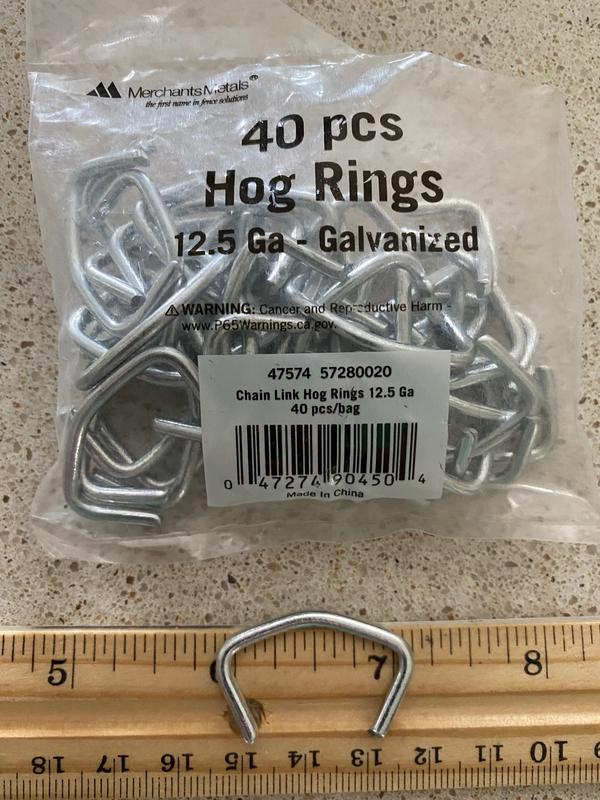 MerchantsMetals®
the first name in fence solutions
40 pcs
Hog Rings
12.5 Ga - Galvanized
⚠WARNING: Cancer and Reproductive Harm -
www.P65Warnings.ca.gov.
47574 57280020
Chain Link Hog Rings 12.5 Ga
40 pcs/bag
0 47274 90450 4
Made In China
5 6 7 8
18 17 16 15 14 13 12 11 10 9